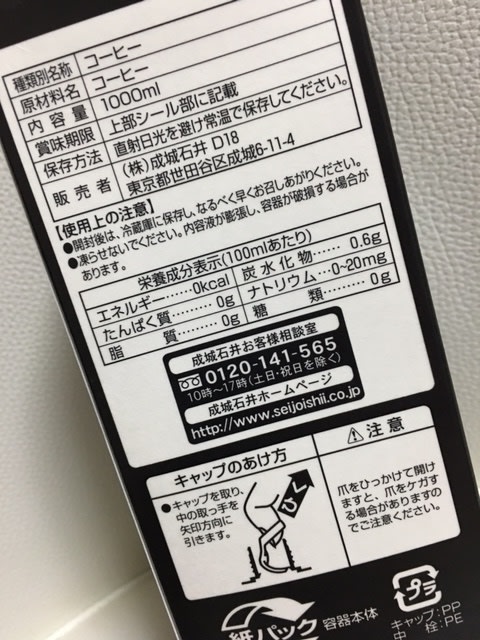 種類別名称 コーヒー
原材料名 コーヒー
内容量 1000ml
賞味期限 上部シール部に記載
保存方法 直射日光を避け常温で保存してください。
販売者 (株)成城石井 D18
東京都世田谷区成城6-11-4
【使用上の注意】
●開封後は、冷蔵庫に保存し、なるべく早くお召しあがりください。
●凍らせないでください。内容液が膨張し、容器が破損する場合が
あります。
栄養成分表示(100mlあたり)
エネルギー……0kcal 炭水化物……0.6g
たんぱく質………0g ナトリウム…0~20mg
脂質………0g 糖類………0g
成城石井お客様相談室
0120-141-565
10時~17時(土日・祝日を除く)
成城石井ホームページ
http://www.seijoishii.co.jp
キャップのあけ方
●キャップを取り、
中の取っ手を
矢印方向に
引きます。
ひく
⚠注意
爪をひっかけて開け
ますと、爪をケガす
る場合がありますの
でご注意ください。
紙パック 容器本体
プラ
キャップ:PP
中栓:PE